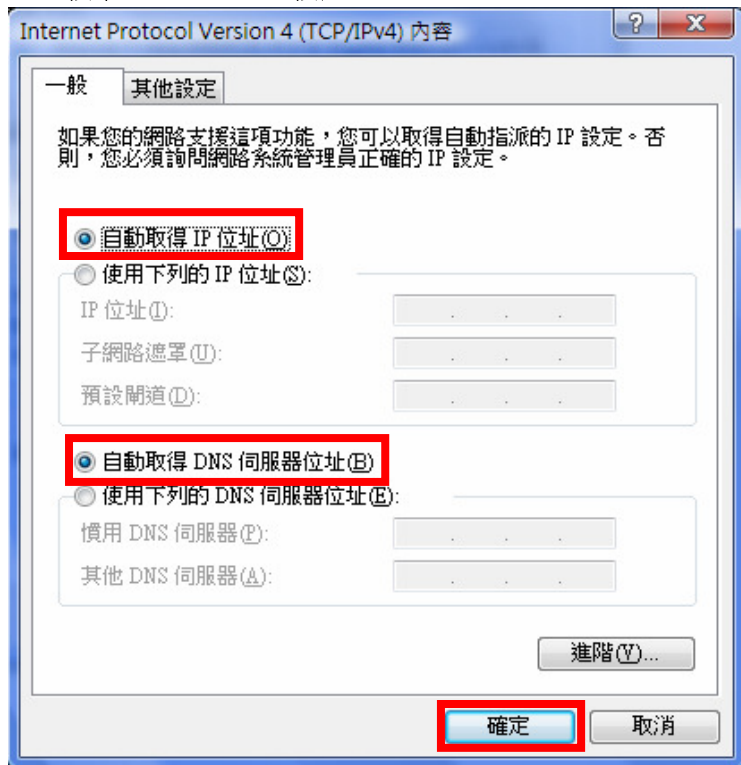 Internet Protocol Version 4 (TCP/IPv4) 內容
一般
其他設定
如果您的網路支援這項功能，您可以取得自動指派的 IP 設定。否
則，您必須詢問網路系統管理員正確的 IP 設定。
自動取得 IP 位址(O)
使用下列的 IP 位址(S):
IP 位址(I):
子網路遮罩(U):
預設閘道(D):
自動取得 DNS 伺服器位址(B)
使用下列的 DNS 伺服器位址(E):
慣用 DNS 伺服器(P):
其他 DNS 伺服器(A):
進階(V)...
確定
取消